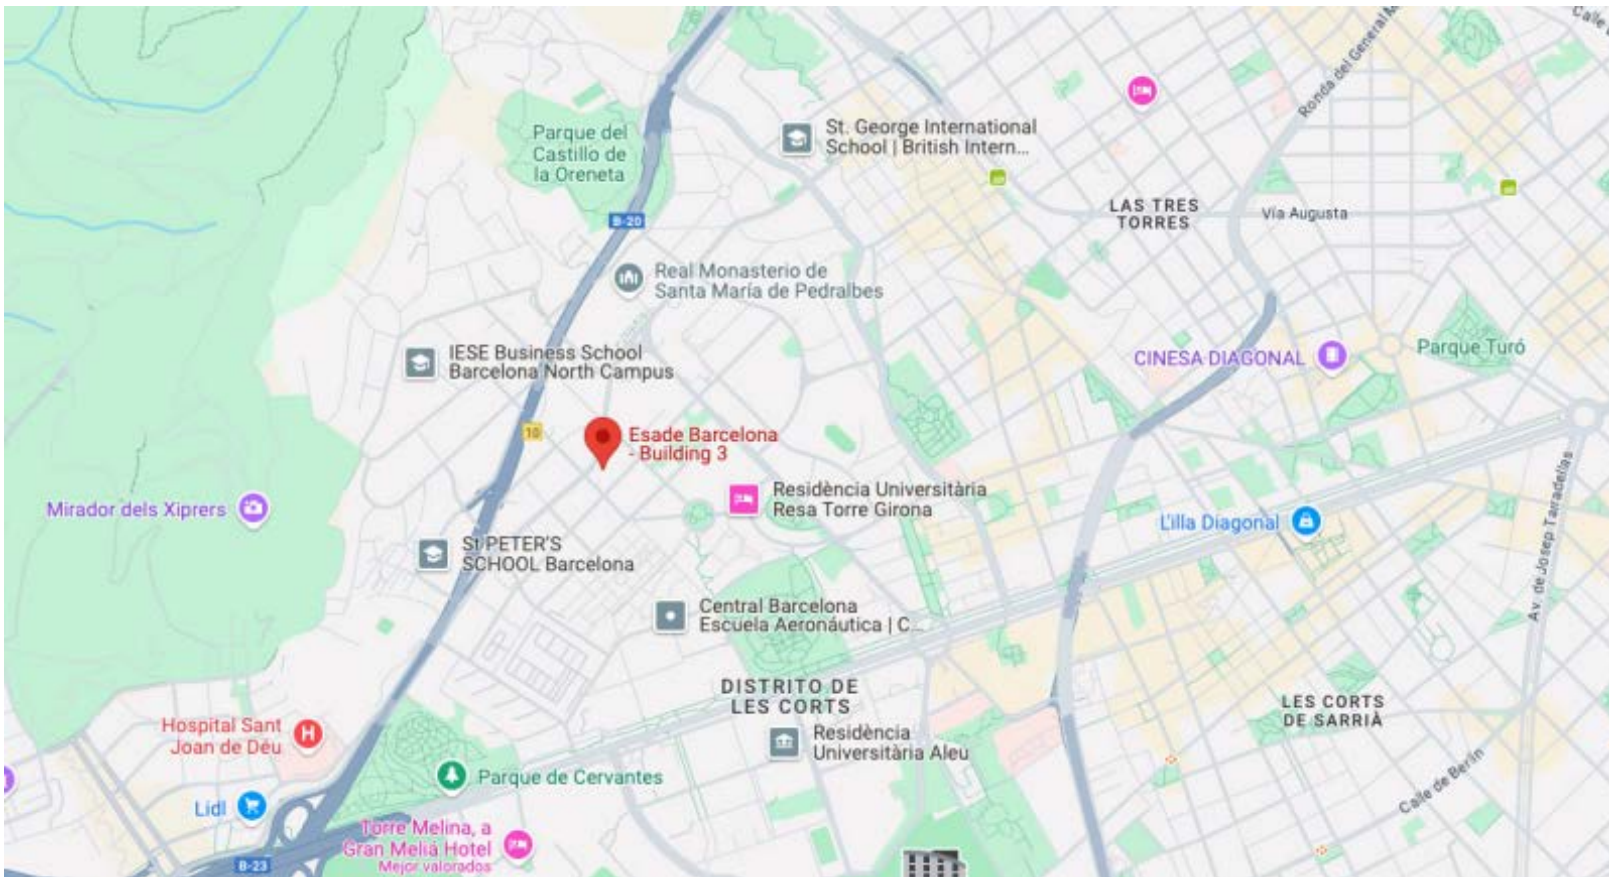 Calle
Ronda del General M
Parque del
Castillo de
la Oreneta
St. George International
School | British Intern...
B-20
LAS TRES
TORRES
Vía Augusta
Real Monasterio de
Santa María de Pedralbes
IESE Business School
Barcelona North Campus
CINESA DIAGONAL
Parque Turó
10
Esade Barcelona
- Building 3
Mirador dels Xiprers
Residència Universitària
Resa Torre Girona
L'illa Diagonal
Av. de Josep Tarradellas
St PETER'S
SCHOOL Barcelona
Central Barcelona
Escuela Aeronáutica | C...
DISTRITO DE
LES CORTS
LES CORTS
DE SARRIÀ
Hospital Sant
Joan de Déu
H
Residència
Universitària Aleu
Parque de Cervantes
Calle de Berlín
Lidl
Torre Melina, a
Gran Meliá Hotel
Mejor valorados
B-23